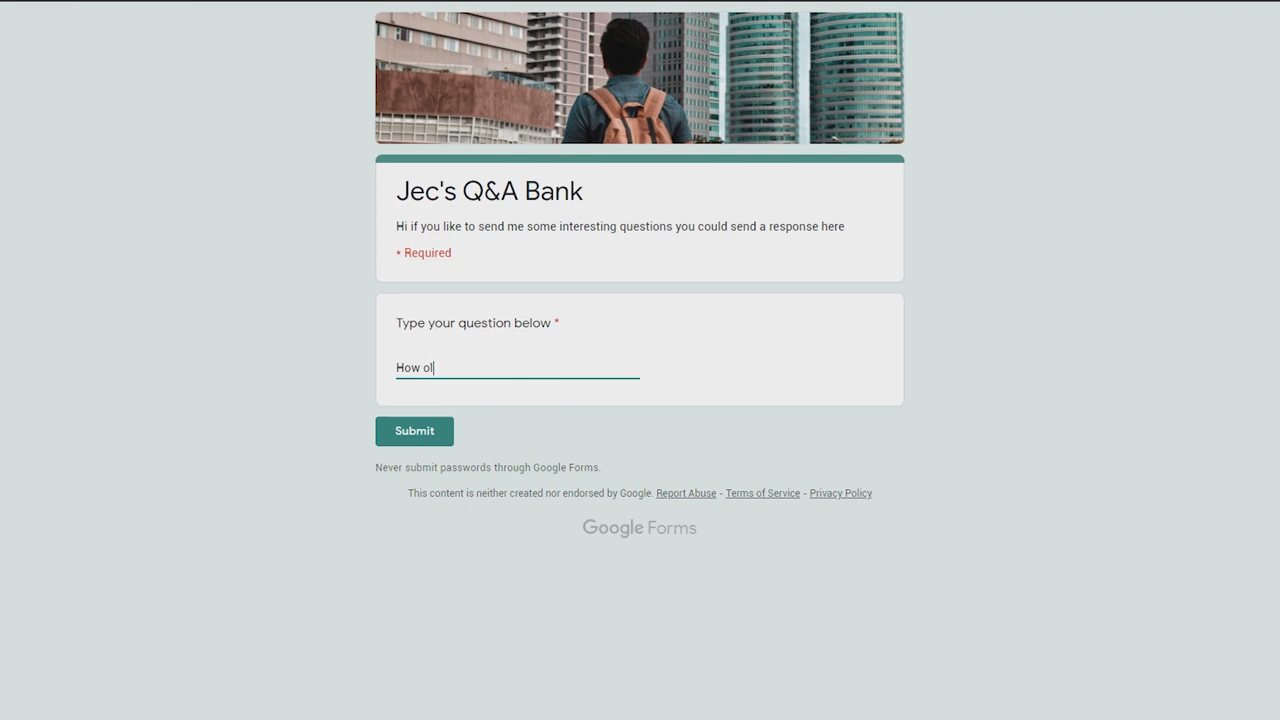 Jec's Q&A Bank
Hi if you like to send me some interesting questions you could send a response here
* Required
Type your question below *
How ol
Submit
Never submit passwords through Google Forms.
This content is neither created nor endorsed by Google. Report Abuse - Terms of Service - Privacy Policy
Google Forms